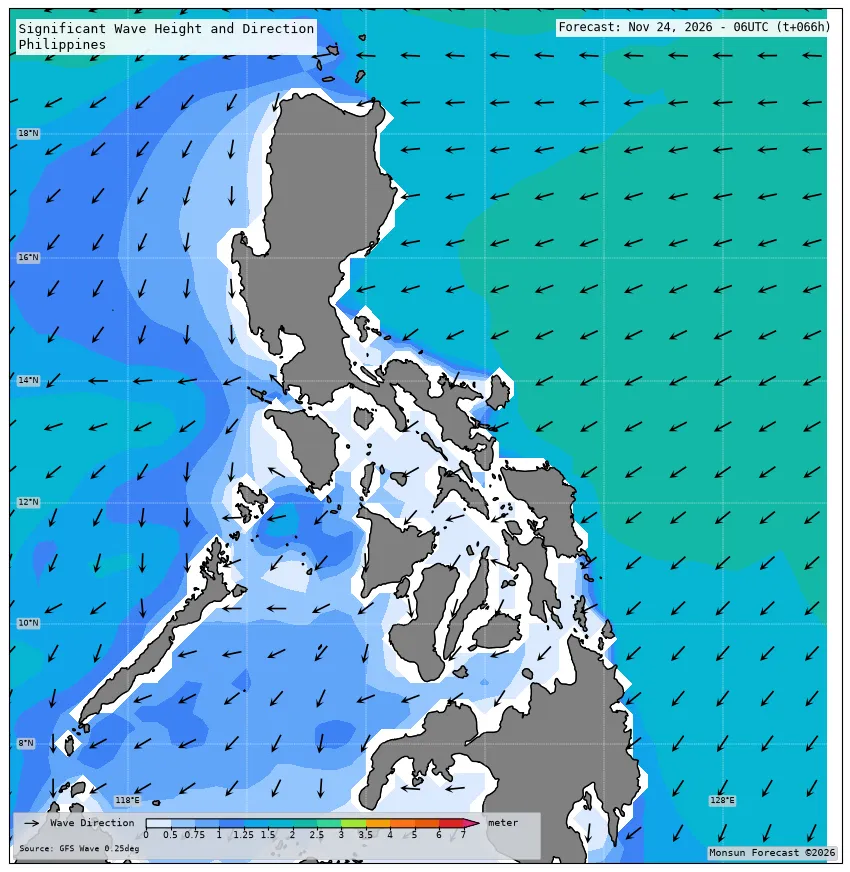 Significant Wave Height and Direction
Philippines
Forecast: Nov 24, 2026 - 06UTC (t+066h)
18°N
16°N
14°N
12°N
10°N
8°N
118°E
128°E
Wave Direction
meter
0 0.5 0.75 1 1.25 1.5 2 2.5 3 3.5 4 5 6 7
Source: GFS Wave 0.25deg
Monsun Forecast ©2026